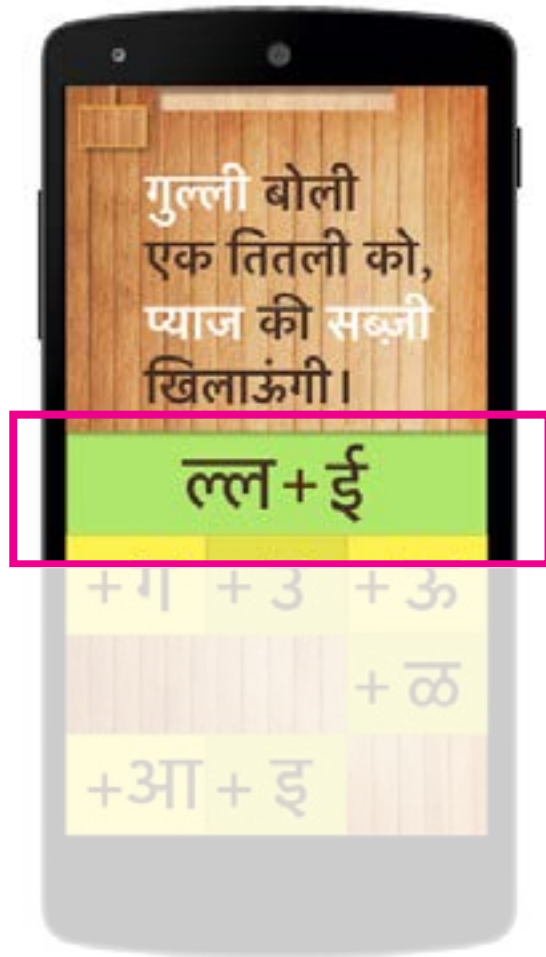 गुल्ली बोली
एक तितली को,
प्याज की सब्ज़ी
खिलाऊंगी।
ल्ल+ई
+ग +उ +ऊ
+ळ
+आ+इ